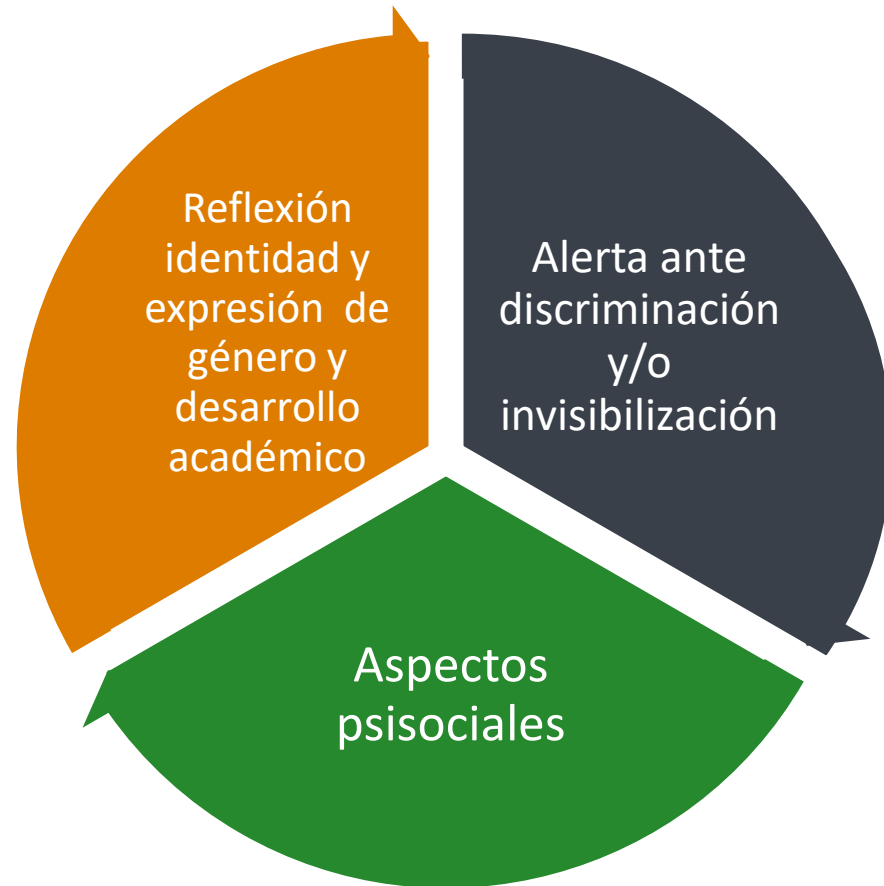 Reflexión
identidad y
expresión  de
género y
desarrollo
académico
Alerta ante
discriminación
y/o
invisibilización
Aspectos
psisociales